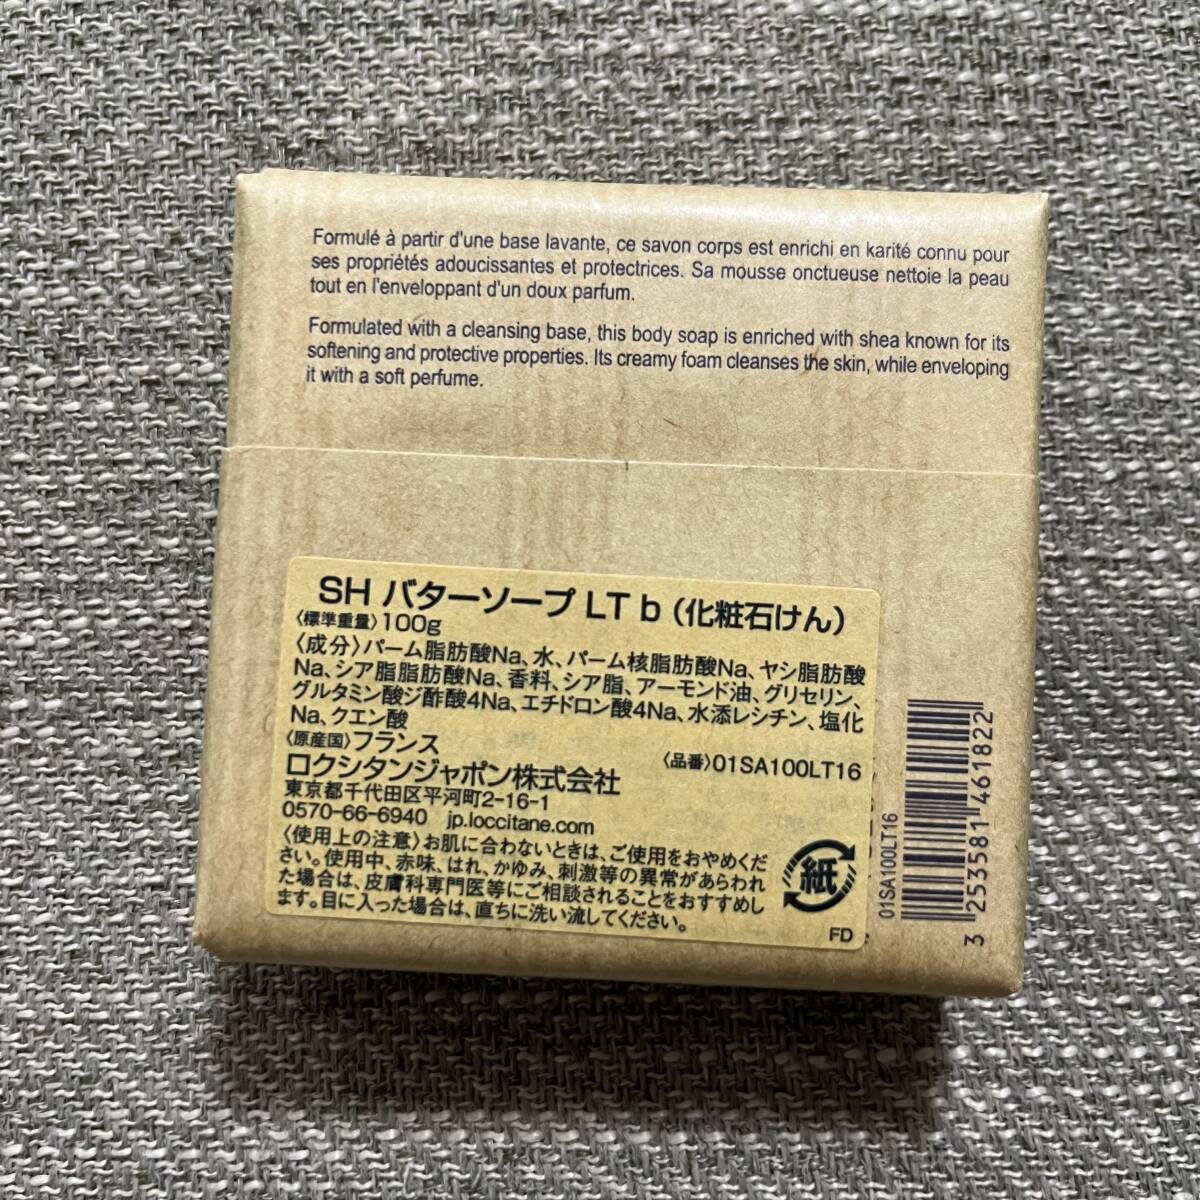 Formulé à partir d'une base lavante, ce savon corps est enrichi en karité connu pour
ses propriétés adoucissantes et protectrices. Sa mousse onctueuse nettoie la peau
tout en l'enveloppant d'un doux parfum.
Formulated with a cleansing base, this body soap is enriched with shea known for its
softening and protective properties. Its creamy foam cleanses the skin, while enveloping
it with a soft perfume.
SH バターソープ LT b（化粧石けん）
〈標準重量〉100g
〈成分〉パーム脂肪酸Na、水、パーム核脂肪酸Na、ヤシ脂肪酸
Na、シア脂脂肪酸Na、香料、シア脂、アーモンド油、グリセリン、
グルタミン酸ジ酢酸4Na、エチドロン酸4Na、水添レシチン、塩化
Na、クエン酸
〈原産国〉フランス
〈品番〉01SA100LT16
ロクシタンジャポン株式会社
東京都千代田区平河町2-16-1
0570-66-6940 jp.loccitane.com
〈使用上の注意〉お肌に合わないときは、ご使用をおやめくだ
さい。使用中、赤味、はれ、かゆみ、刺激等の異常があらわれ
た場合は、皮膚科専門医等にご相談されることをおすすめし
ます。目に入った場合は、直ちに洗い流してください。
紙
FD
01SA100LT16
3 253581 461822